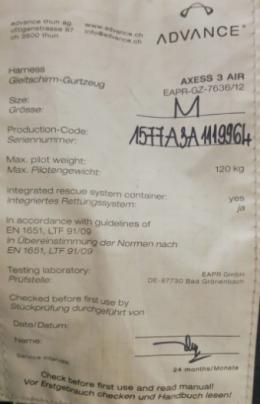 advance thun ag
uttigenstrasse 87
ch 3600 thun
www.advance.ch
info@advance.ch
ADVANCE
Harness
Gleitschirm-Gurtzeug
AXESS 3 AIR
EAPR-GZ-7636/12
Size:
Grösse:
M
Production-Code:
Seriennummer:
1577A3A1119964
Max. pilot weight:
Max. Pilotengewicht:
120 kg
Integrated rescue system container:
Integriertes Rettungssystem:
yes
ja
In accordance with guidelines of
EN 1651, LTF 91/09
In Übereinstimmung der Normen nach
EN 1651, LTF 91/09
Testing laboratory:
Prüfstelle:
EAPR GmbH
DE-87730 Bad Grönenbach
Checked before first use by
Stückprüfung durchgeführt von
Date/Datum:
Name:
Service interval
24 months/Monate
Check before first use and read manual!
Vor Erstgebrauch checken und Handbuch lesen!